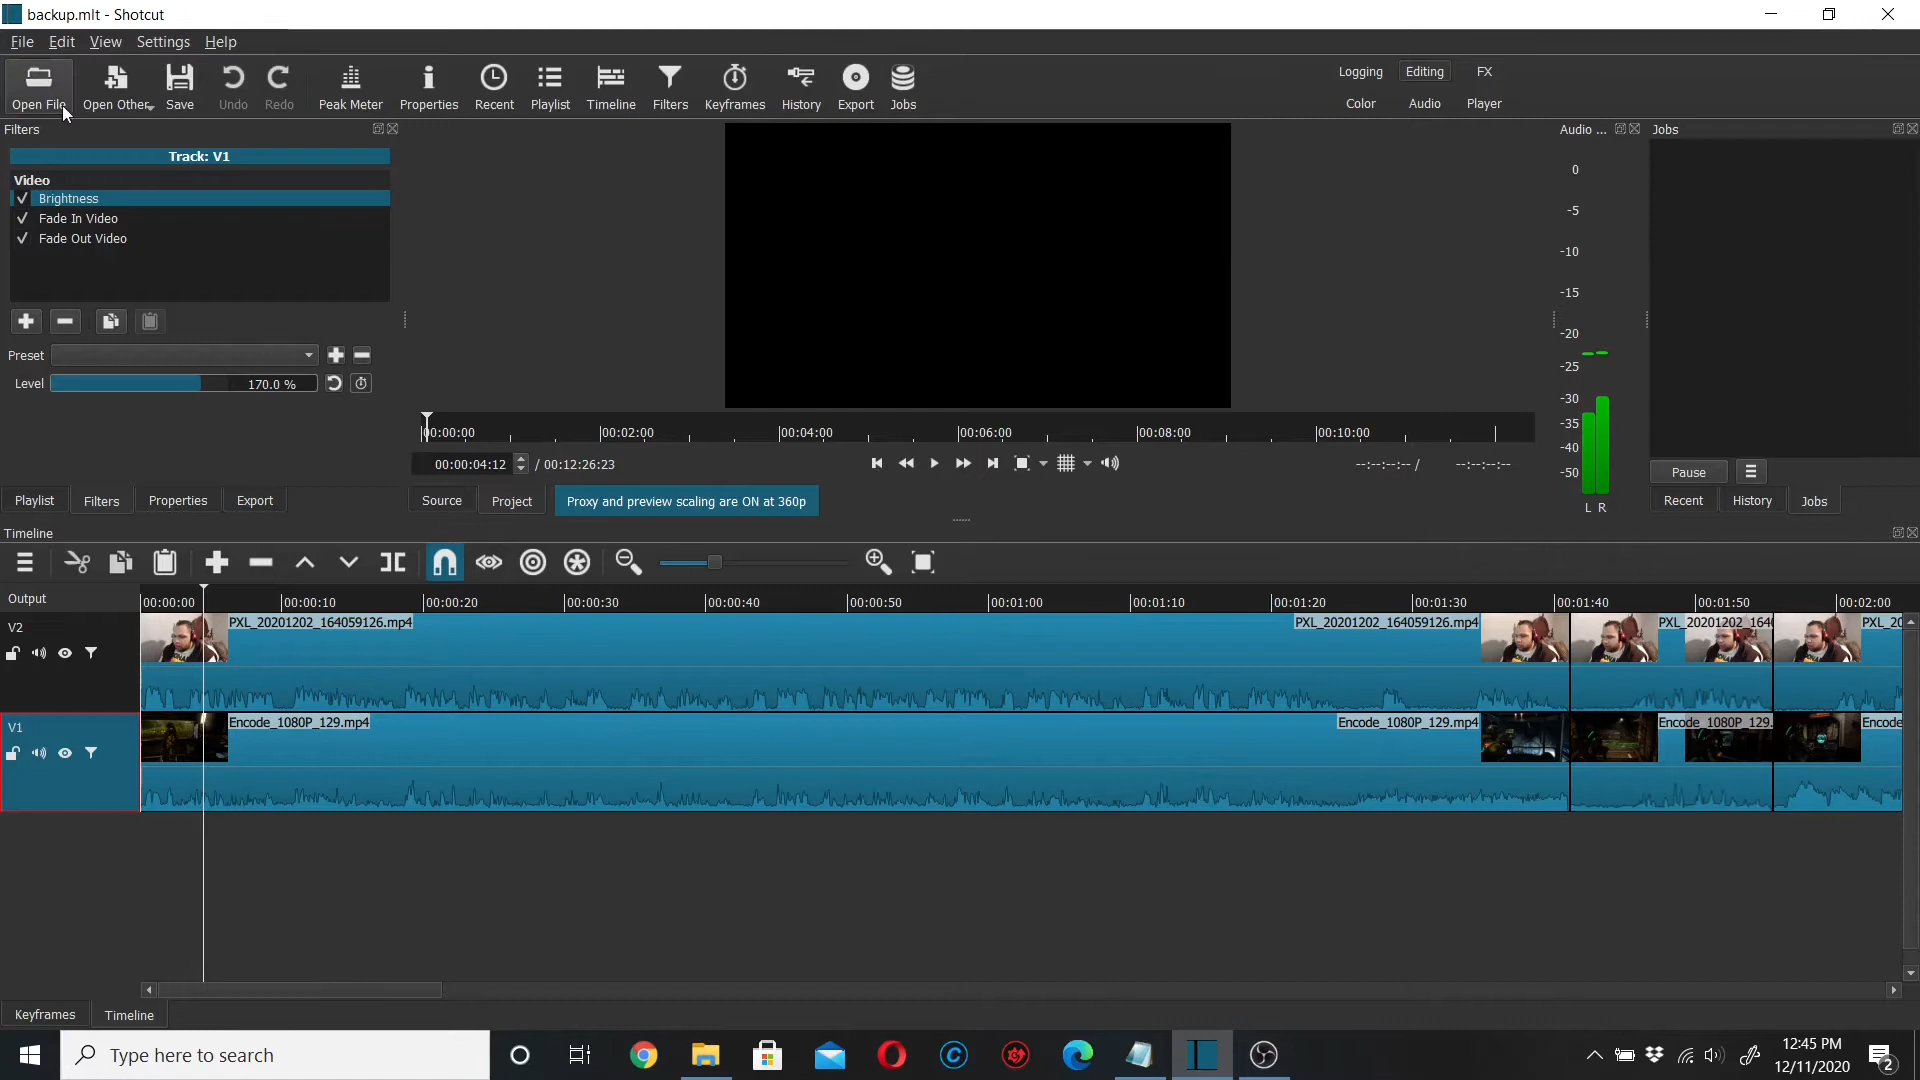 backup.mlt - Shotcut
File Edit View Settings Help
Open File Open Other Save Undo Redo Peak Meter Properties Recent Playlist Timeline Filters Keyframes History Export Jobs
Logging Editing FX
Color Audio Player
Filters
Audio ...
Jobs
Track: V1
Video
Brightness
Fade In Video
Fade Out Video
Preset
Level 170.0 %
0
-5
-10
-15
-20
-25
-30
-35
-40
-50
L R
00:00:00 00:02:00 00:04:00 00:06:00 00:08:00 00:10:00
00:00:04:12 / 00:12:26:23
--:--:--:-- / --:--:--:--
Pause
Playlist Filters Properties Export
Source Project Proxy and preview scaling are ON at 360p
Recent History Jobs
Timeline
Output
00:00:00 00:00:10 00:00:20 00:00:30 00:00:40 00:00:50 00:01:00 00:01:10 00:01:20 00:01:30 00:01:40 00:01:50 00:02:00
V2
PXL_20201202_164059126.mp4 PXL_20201202_164059126.mp4 PXL_20201202_164 PXL_20
V1
Encode_1080P_129.mp4 Encode_1080P_129.mp4 Encode_1080P_129. Encode
Keyframes Timeline
Type here to search
12:45 PM
12/11/2020
2